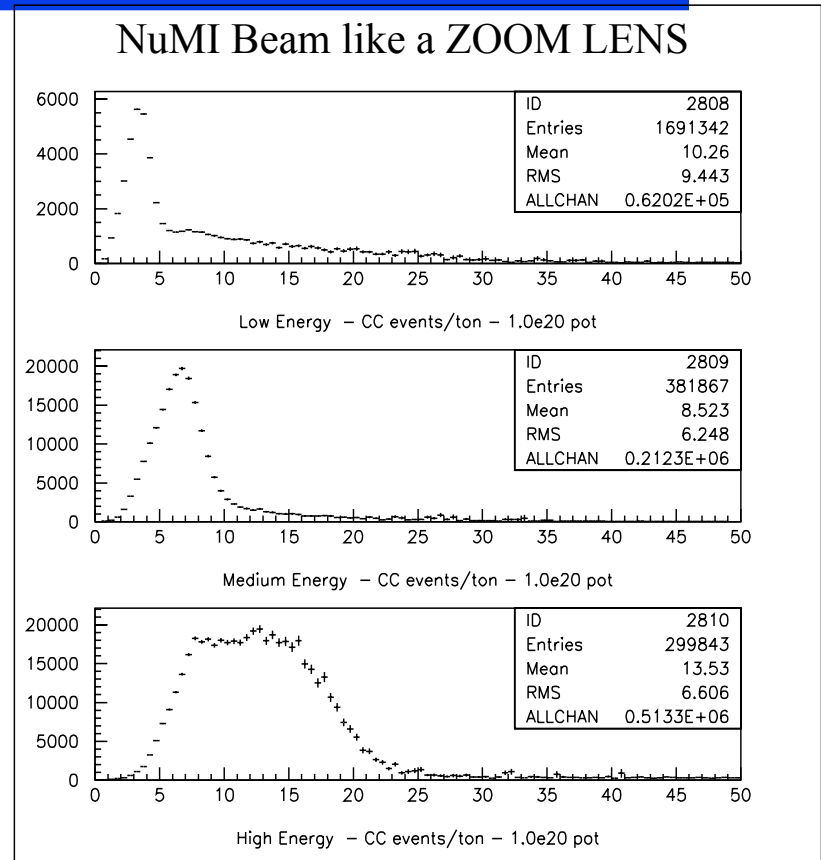 NuMI Beam like a ZOOM LENS
6000
4000
2000
0
0 5 10 15 20 25 30 35 40 45 50
ID 2808
Entries 1691342
Mean 10.26
RMS 9.443
ALLCHAN 0.6202E+05
Low Energy – CC events/ton – 1.0e20 pot
20000
15000
10000
5000
0
0 5 10 15 20 25 30 35 40 45 50
ID 2809
Entries 381867
Mean 8.523
RMS 6.248
ALLCHAN 0.2123E+06
Medium Energy – CC events/ton – 1.0e20 pot
20000
15000
10000
5000
0
0 5 10 15 20 25 30 35 40 45 50
ID 2810
Entries 299843
Mean 13.53
RMS 6.606
ALLCHAN 0.5133E+06
High Energy – CC events/ton – 1.0e20 pot